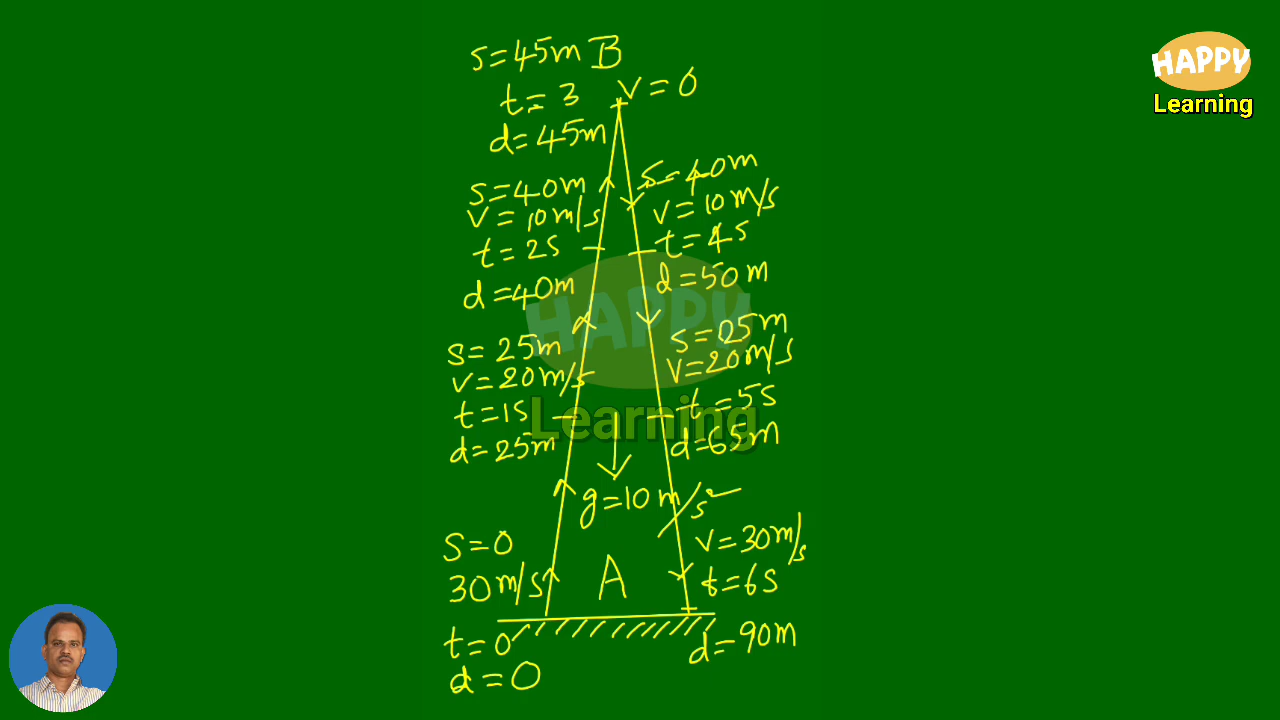 HAPPY
Learning
s=45m B
t=3
v=0
d=45m
s=40m
v=10m/s
t=2s
d=40m
s=40m
v=10m/s
t=4s
d=50m
s=25m
v=20m/s
t=1s
d=25m
s=25m
v=20m/s
t=5s
d=65m
HAPPY
Learning
g=10m/s²
s=0
30m/s
A
t=0
d=0
v=30m/s
t=6s
d=90m